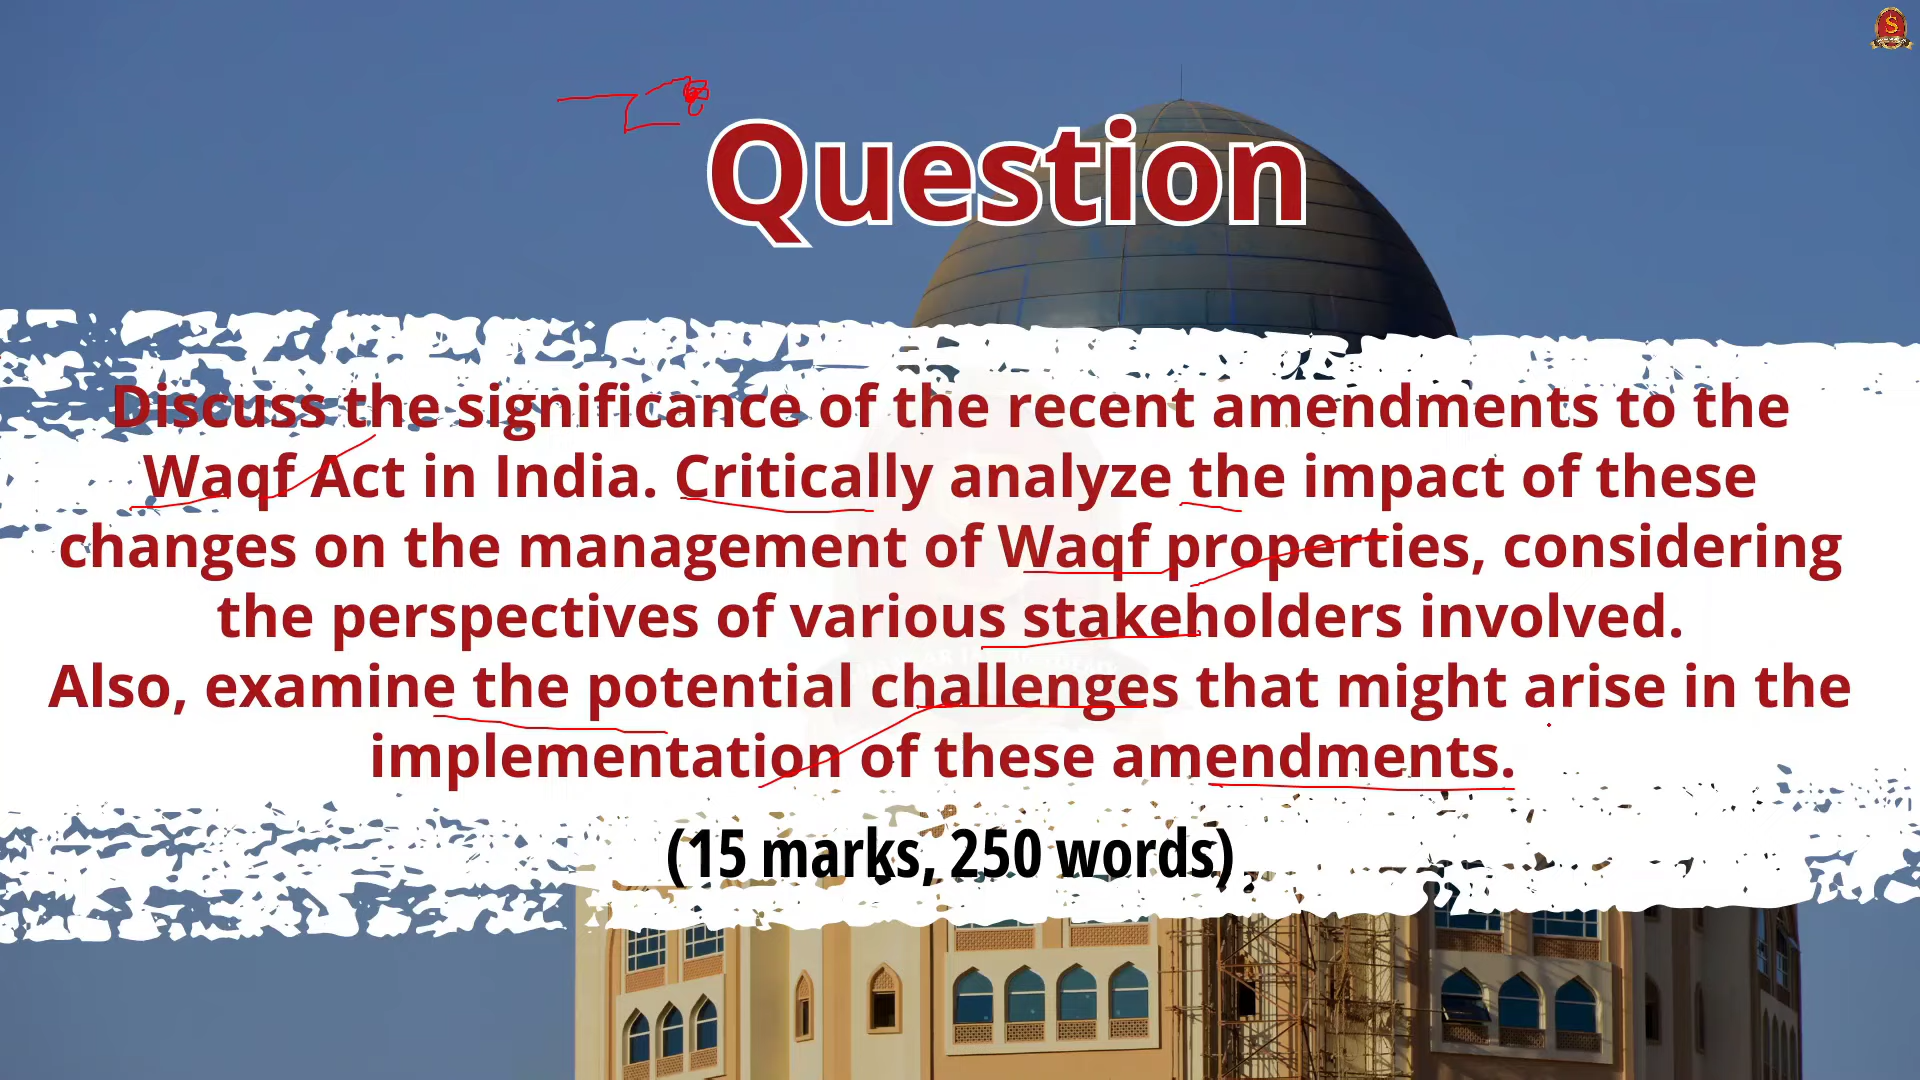 Question
Discuss the significance of the recent amendments to the
Waqf Act in India. Critically analyze the impact of these
changes on the management of Waqf properties, considering
the perspectives of various stakeholders involved.
Also, examine the potential challenges that might arise in the
implementation of these amendments.
(15 marks, 250 words)